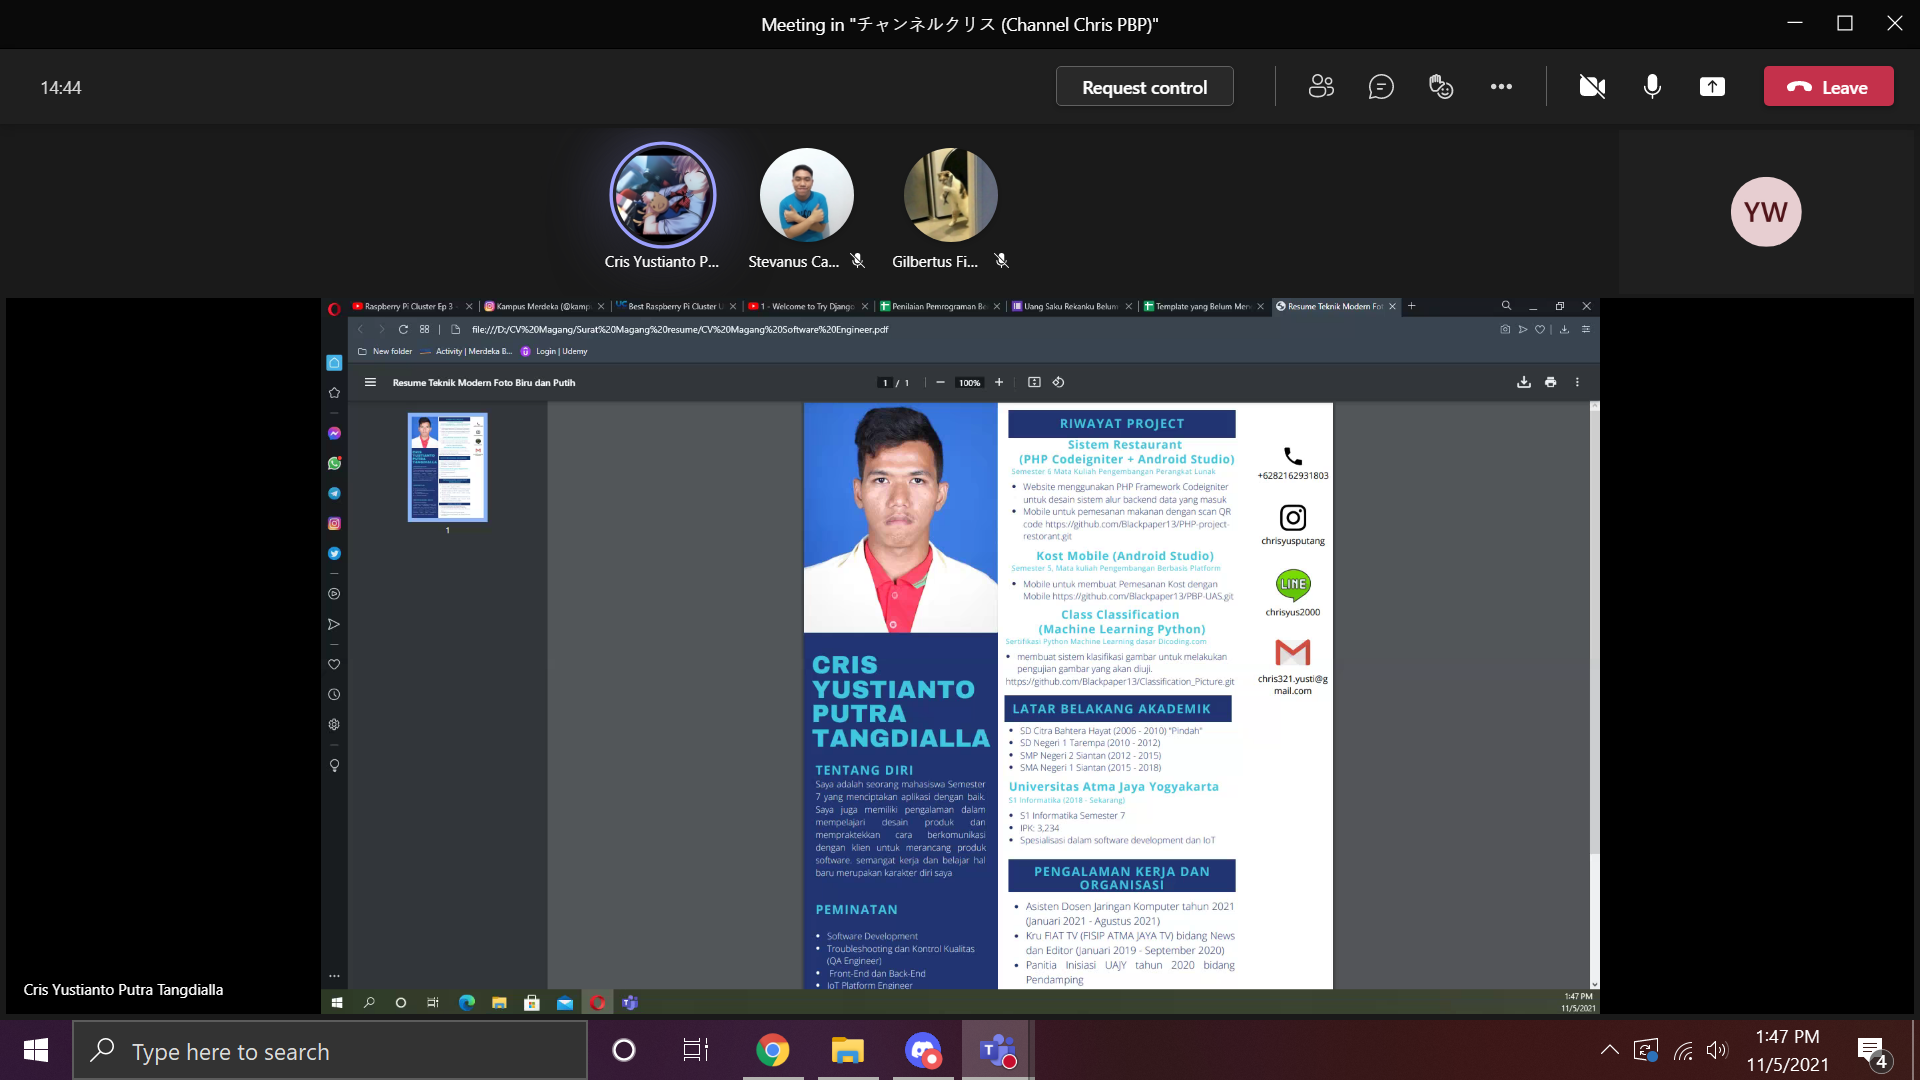 Meeting in "チャンネルクリス (Channel Chris PBP)"
14:44
Request control
Leave
Cris Yustianto P...
Stevanus Ca...
Gilbertus Fi...
YW
Raspberry Pi Cluster Ep 3 -
Kampus Merdeka (@kamp
Best Raspberry Pi Cluster U
1 - Welcome to Try Django
Penilaian Pemrograman Be
Uang Saku Rekanku Belum
Template yang Belum Mer
Resume Teknik Modern Fot
file:///D:/CV%20Magang/Surat%20Magang%20resume/CV%20Magang%20Software%20Engineer.pdf
New folder
Activity | Merdeka B...
Login | Udemy
Resume Teknik Modern Foto Biru dan Putih
1 / 1
100%
1
CRIS
YUSTIANTO
PUTRA
TANGDIALLA
TENTANG DIRI
Saya adalah seorang mahasiswa Semester
7 yang menciptakan aplikasi dengan baik.
Saya juga memiliki pengalaman dalam
mempelajari desain produk dan
mempraktekkan cara berkomunikasi
dengan klien untuk merancang produk
software. semangat kerja dan belajar hal
baru merupakan karakter diri saya
PEMINATAN
• Software Development
• Troubleshooting dan Kontrol Kualitas
(QA Engineer)
• Front-End dan Back-End
• IoT Platform Engineer
RIWAYAT PROJECT
Sistem Restaurant
(PHP Codeigniter + Android Studio)
Semester 6 Mata Kuliah Pengembangan Perangkat Lunak
• Website menggunakan PHP Framework Codeigniter
untuk desain sistem alur backend data yang masuk
• Mobile untuk pemesanan makanan dengan scan QR
code https://github.com/Blackpaper13/PHP-project-
restorant.git
Kost Mobile (Android Studio)
Semester 5, Mata kuliah Pengembangan Berbasis Platform
• Mobile untuk membuat Pemesanan Kost dengan
Mobile https://github.com/Blackpaper13/PBP-UAS.git
Class Classification
(Machine Learning Python)
Sertifikasi Python Machine Learning dasar Dicoding.com
• membuat sistem klasifikasi gambar untuk melakukan
pengujian gambar yang akan diuji.
https://github.com/Blackpaper13/Classification_Picture.git
LATAR BELAKANG AKADEMIK
• SD Citra Bahtera Hayat (2006 - 2010) "Pindah"
• SD Negeri 1 Tarempa (2010 - 2012)
• SMP Negeri 2 Siantan (2012 - 2015)
• SMA Negeri 1 Siantan (2015 - 2018)
Universitas Atma Jaya Yogyakarta
S1 Informatika (2018 - Sekarang)
• S1 Informatika Semester 7
• IPK: 3,234
• Spesialisasi dalam software development dan IoT
PENGALAMAN KERJA DAN
ORGANISASI
• Asisten Dosen Jaringan Komputer tahun 2021
(Januari 2021 - Agustus 2021)
• Kru FIAT TV (FISIP ATMA JAYA TV) bidang News
dan Editor (Januari 2019 - September 2020)
• Panitia Inisiasi UAJY tahun 2020 bidang
Pendamping
+6282162931803
chrisyusputang
LINE
chrisyus2000
chris321.yusti@g
mail.com
Cris Yustianto Putra Tangdialla
1:47 PM
11/5/2021
Type here to search
1:47 PM
11/5/2021
4